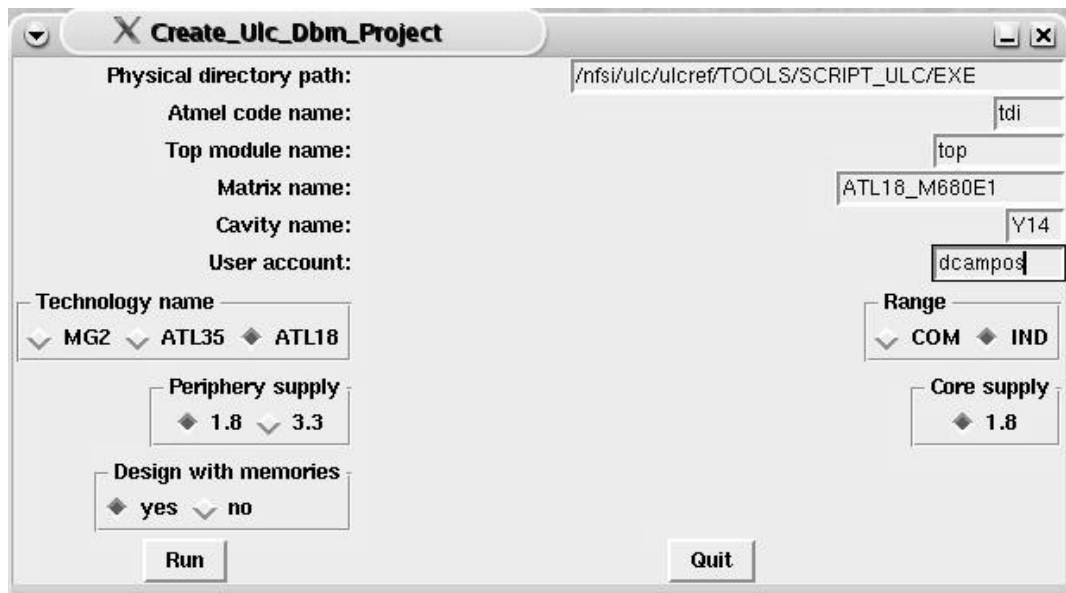 Create_Ulc_Dbm_Project
Physical directory path: /nfsi/ulc/ulcref/TOOLS/SCRIPT_ULC/EXE
Atmel code name: tdi
Top module name: top
Matrix name: ATL18_M680E1
Cavity name: Y14
User account: dcampos
Technology name Range
MG2 ATL35 ATL18 COM IND
Periphery supply Core supply
1.8 3.3 1.8
Design with memories
yes no
Run Quit